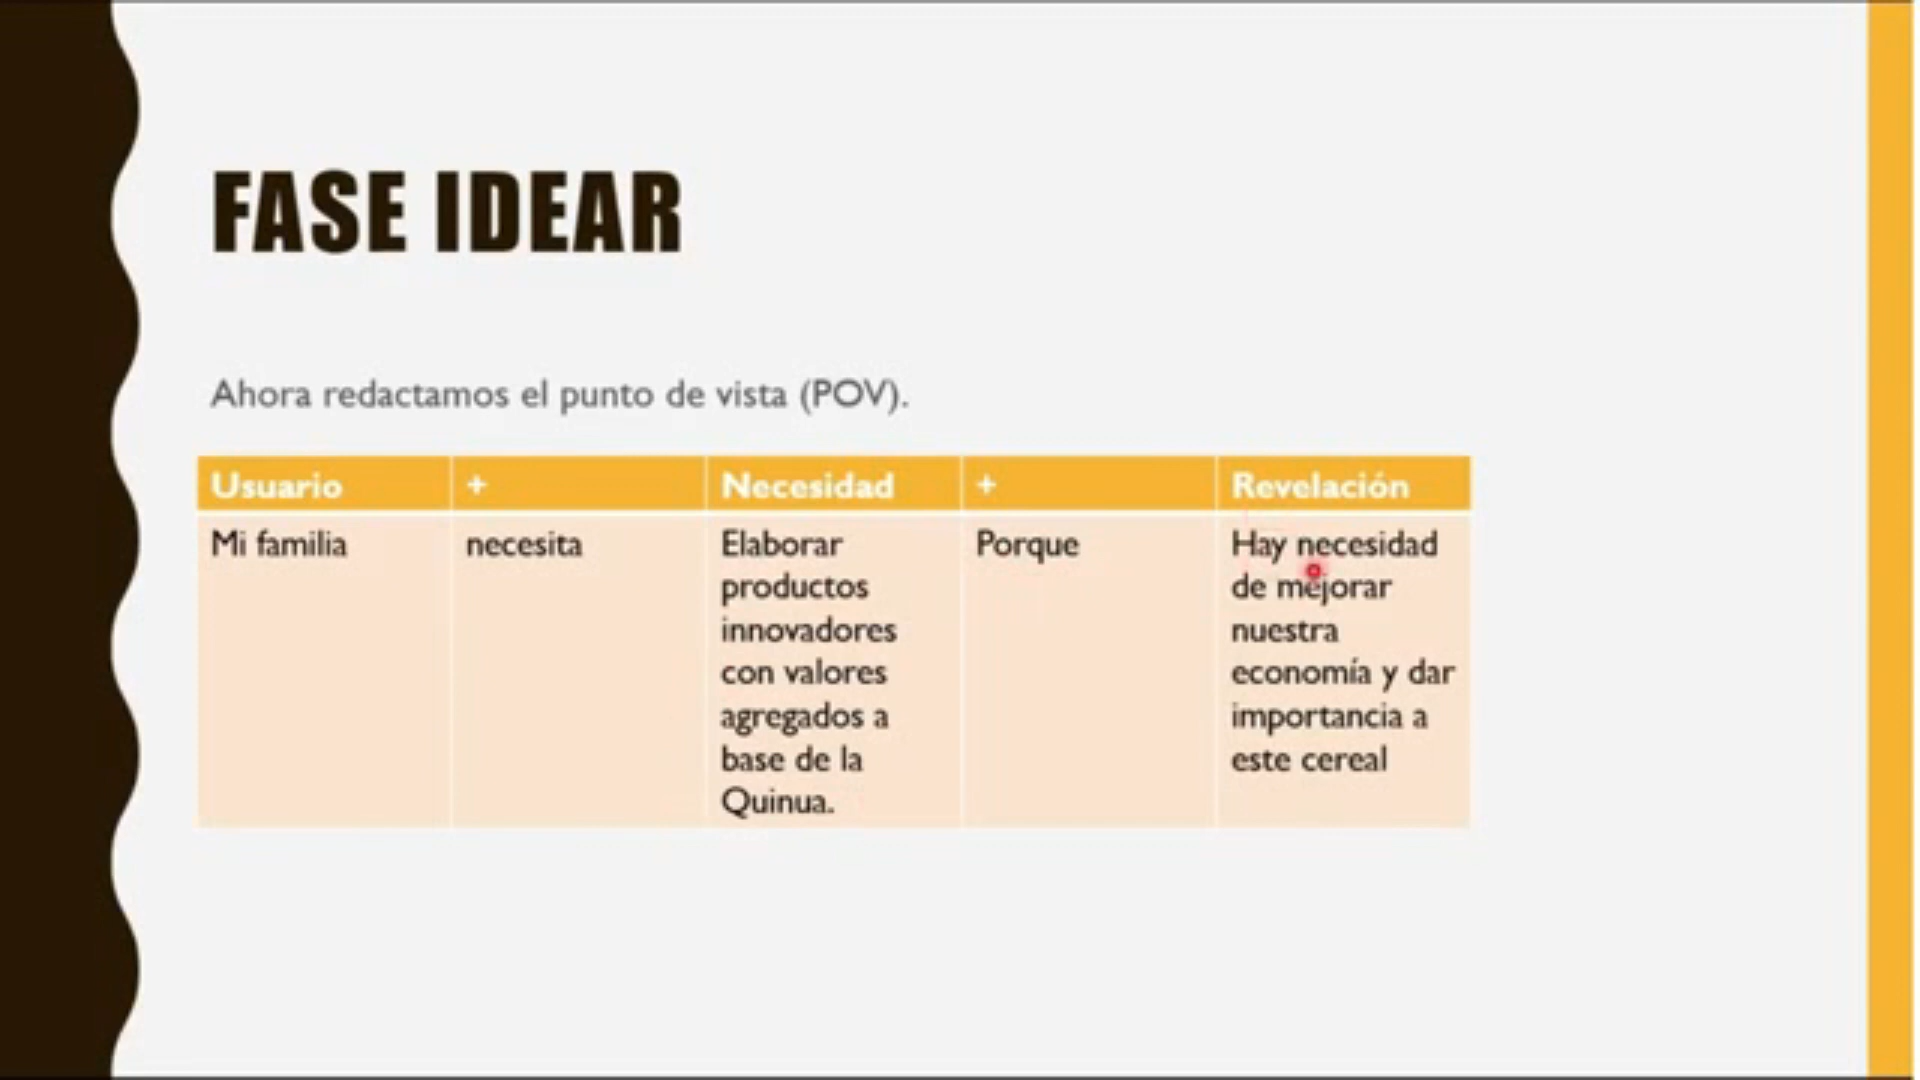 FASE IDEAR
Ahora redactamos el punto de vista (POV).
Usuario + Necesidad + Revelación
Mi familia necesita Elaborar Porque Hay necesidad
productos de mejorar
innovadores nuestra
con valores economía y dar
agregados a importancia a
base de la este cereal
Quinua.